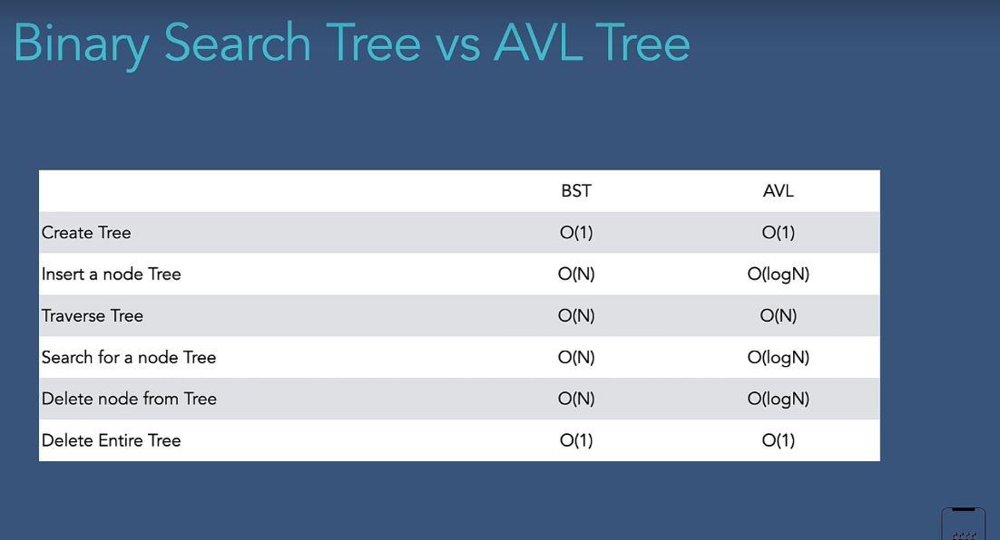 Binary Search Tree vs AVL Tree
BST AVL
Create Tree O(1) O(1)
Insert a node Tree O(N) O(logN)
Traverse Tree O(N) O(N)
Search for a node Tree O(N) O(logN)
Delete node from Tree O(N) O(logN)
Delete Entire Tree O(1) O(1)